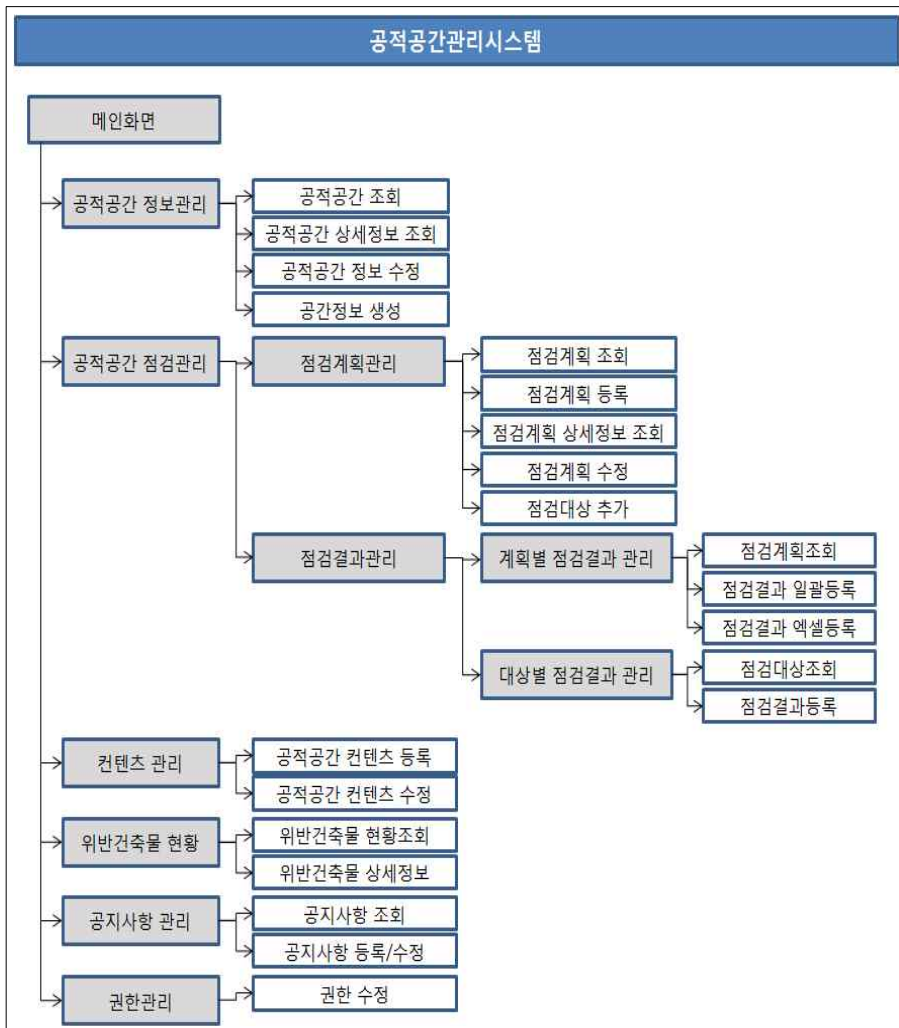 공적공간관리시스템
메인화면
공적공간 정보관리
공적공간 조회
공적공간 상세정보 조회
공적공간 정보 수정
공간정보 생성
공적공간 점검관리
점검계획관리
점검계획 조회
점검계획 등록
점검계획 상세정보 조회
점검계획 수정
점검대상 추가
점검결과관리
계획별 점검결과 관리
점검계획조회
점검결과 일괄등록
점검결과 엑셀등록
대상별 점검결과 관리
점검대상조회
점검결과등록
컨텐츠 관리
공적공간 컨텐츠 등록
공적공간 컨텐츠 수정
위반건축물 현황
위반건축물 현황조회
위반건축물 상세정보
공지사항 관리
공지사항 조회
공지사항 등록/수정
권한관리
권한 수정